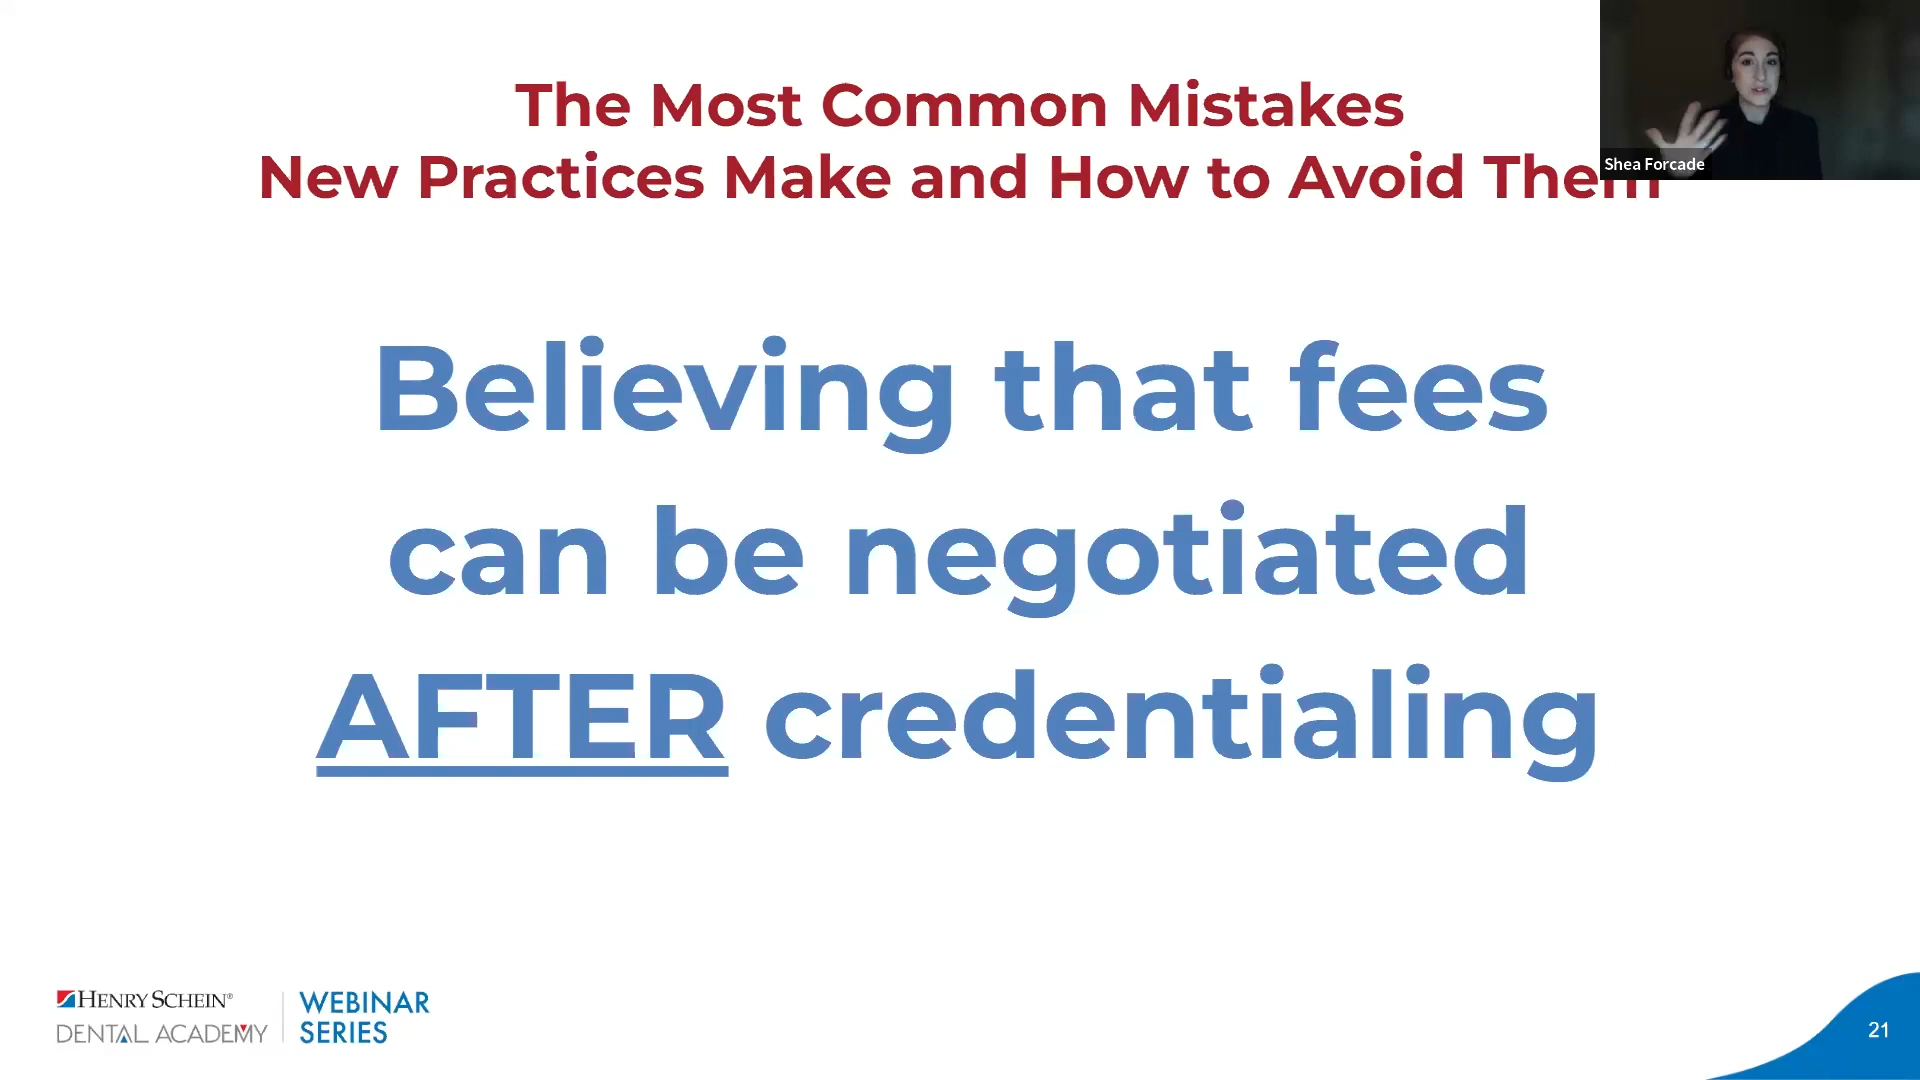 The Most Common Mistakes
New Practices Make and How to Avoid Them
Shea Forcade
Believing that fees
can be negotiated
AFTER credentialing
HENRY SCHEIN®
DENTAL ACADEMY
WEBINAR
SERIES
21